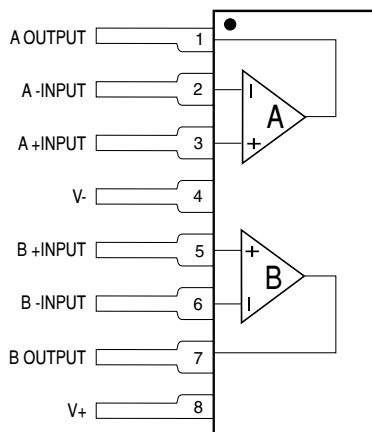 A OUTPUT 1
A -INPUT 2
A +INPUT 3
V- 4
B +INPUT 5
B -INPUT 6
B OUTPUT 7
V+ 8
− A +
+ B −